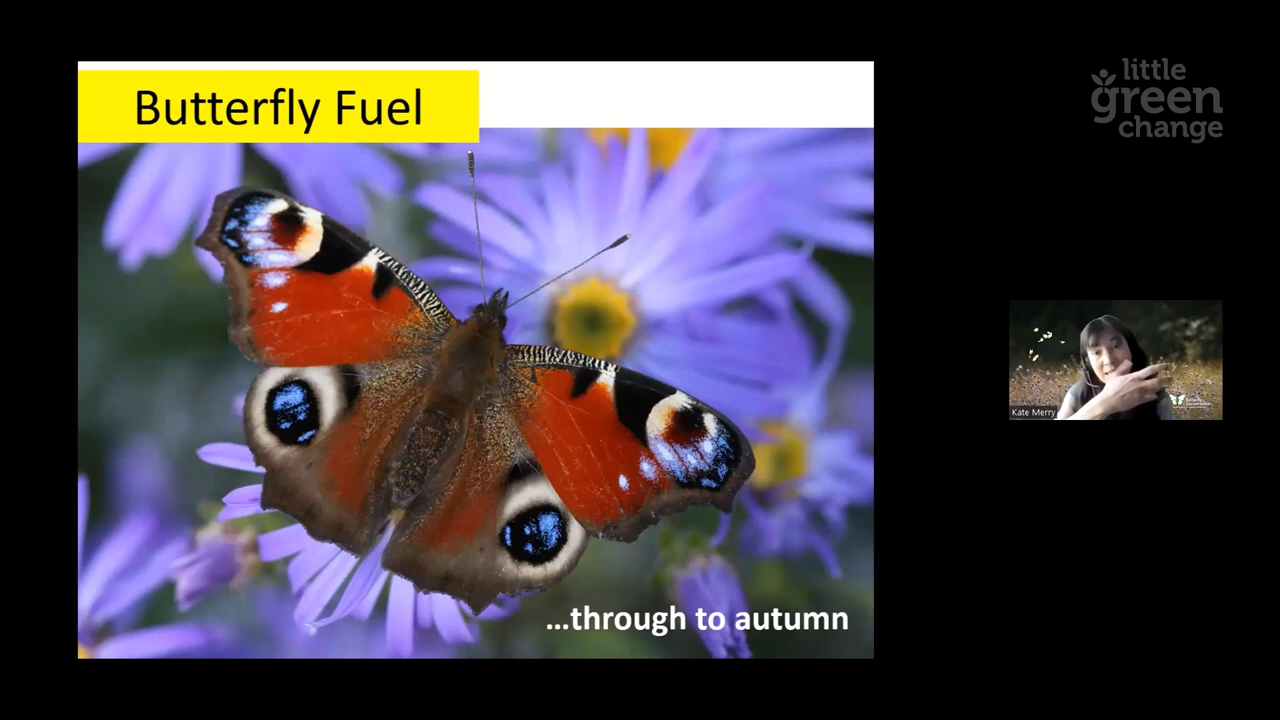 Butterfly Fuel
little
green
change
Kate Merry
...through to autumn